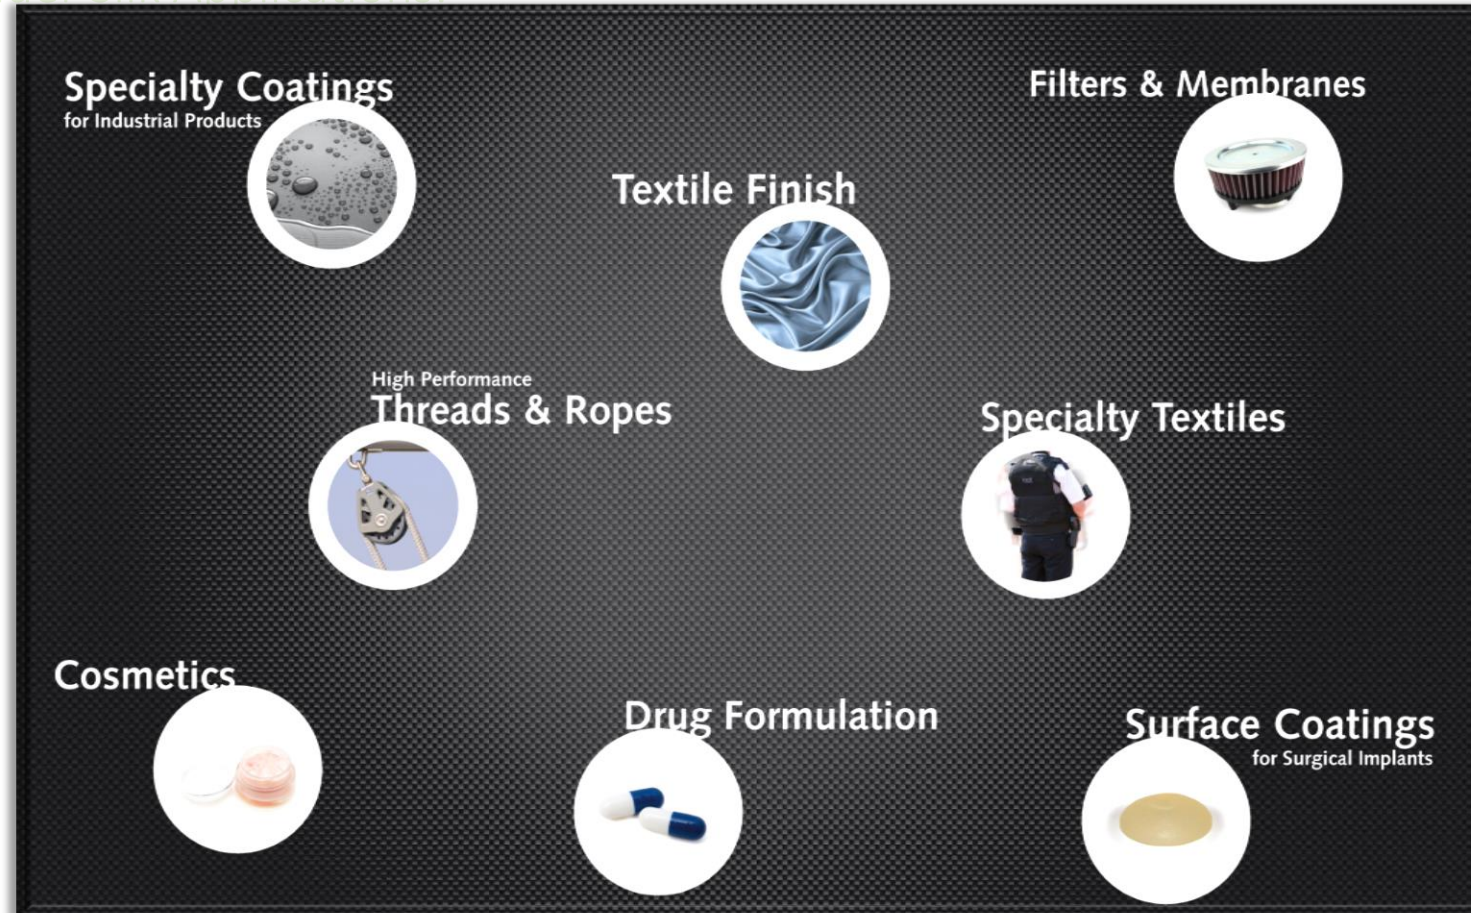 Specialty Coatings
for Industrial Products
Filters & Membranes
Textile Finish
High Performance
Threads & Ropes
Specialty Textiles
Cosmetics
Drug Formulation
Surface Coatings
for Surgical Implants